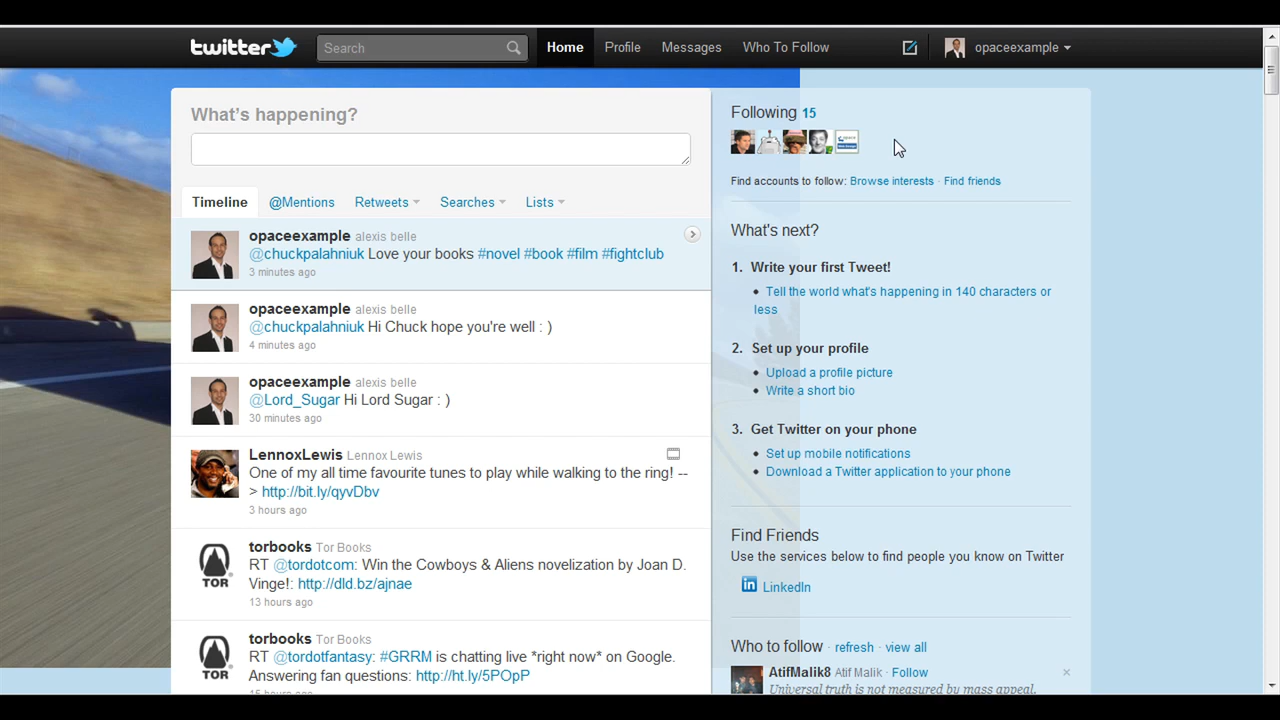 twitter
Search
Home
Profile
Messages
Who To Follow
opaceexample
What's happening?
Timeline
@Mentions
Retweets
Searches
Lists
opaceexample alexis belle
@chuckpalahniuk Love your books #novel #book #film #fightclub
3 minutes ago
opaceexample alexis belle
@chuckpalahniuk Hi Chuck hope you're well : )
4 minutes ago
opaceexample alexis belle
@Lord_Sugar Hi Lord Sugar : )
30 minutes ago
LennoxLewis Lennox Lewis
One of my all time favourite tunes to play while walking to the ring! --
> http://bit.ly/qyvDbv
3 hours ago
TOR
torbooks Tor Books
RT @tordotcom: Win the Cowboys & Aliens novelization by Joan D.
Vinge!: http://dld.bz/ajnae
13 hours ago
TOR
torbooks Tor Books
RT @tordotfantasy: #GRRM is chatting live *right now* on Google.
Answering fan questions: http://ht.ly/5POpP
Following 15
Find accounts to follow: Browse interests · Find friends
What's next?
1. Write your first Tweet!
• Tell the world what's happening in 140 characters or
less
2. Set up your profile
• Upload a profile picture
• Write a short bio
3. Get Twitter on your phone
• Set up mobile notifications
• Download a Twitter application to your phone
Find Friends
Use the services below to find people you know on Twitter
in LinkedIn
Who to follow · refresh · view all
AtifMalik8 Atif Malik · Follow
Universal truth is not measured by mass appeal.